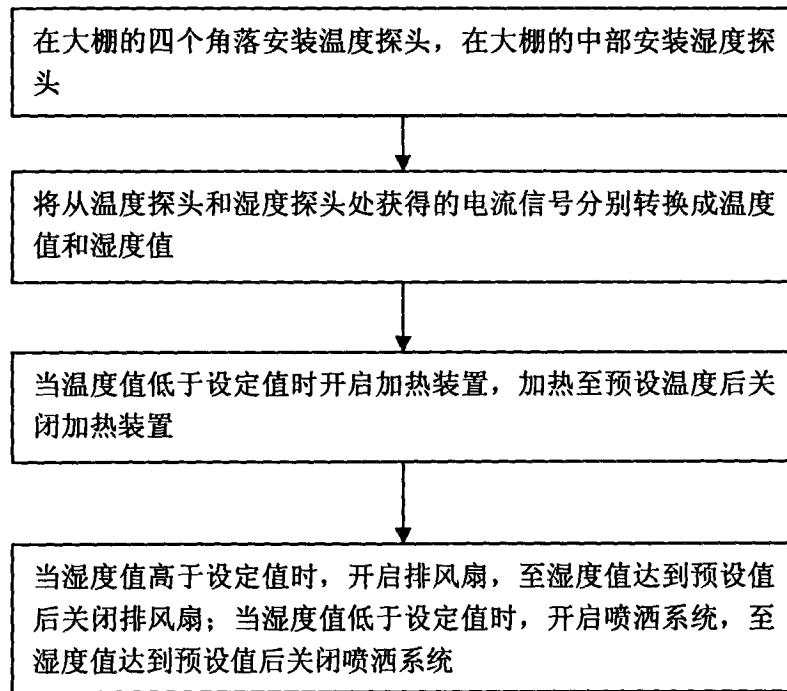 在大棚的四个角落安装温度探头，在大棚的中部安装湿度探
头
将从温度探头和湿度探头处获得的电流信号分别转换成温度
值和湿度值
当温度值低于设定值时开启加热装置，加热至预设温度后关
闭加热装置
当湿度值高于设定值时，开启排风扇，至湿度值达到预设值
后关闭排风扇；当湿度值低于设定值时，开启喷洒系统，至
湿度值达到预设值后关闭喷洒系统